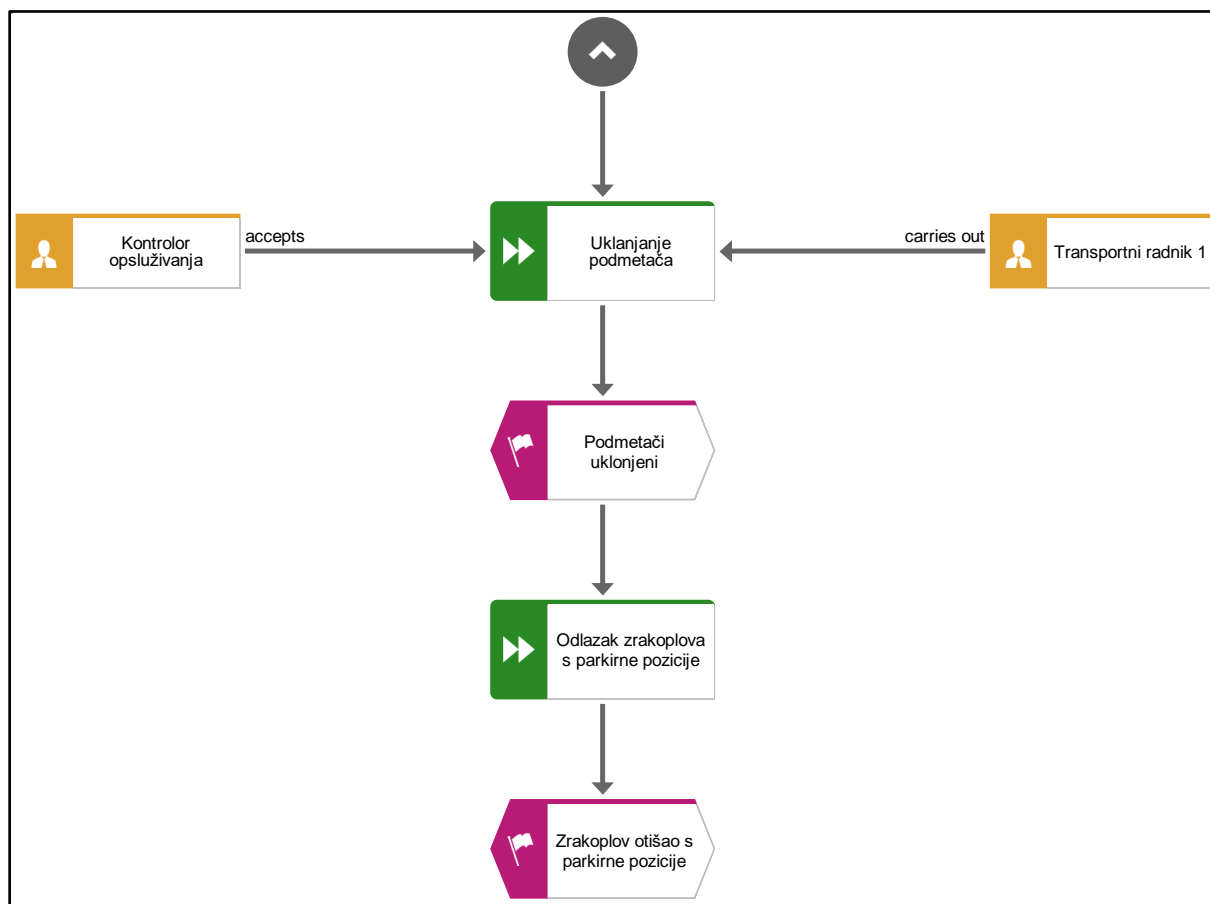 Kontrolor
opsluživanja
accepts
Uklanjanje
podmetača
carries out
Transportni radnik 1
Podmetači
uklonjeni
Odlazak zrakoplova
s parkirne pozicije
Zrakoplov otišao s
parkirne pozicije